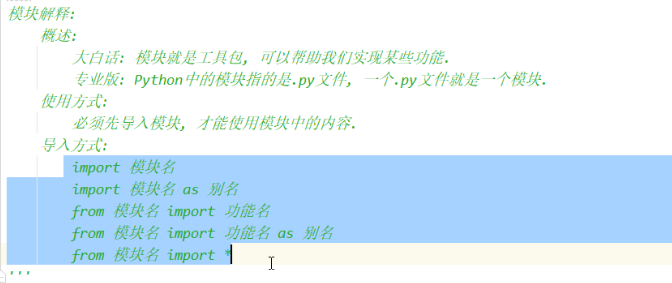 模块解释:
概述:
大白话: 模块就是工具包, 可以帮助我们实现某些功能.
专业版: Python中的模块指的是.py文件, 一个.py文件就是一个模块.
使用方式:
必须先导入模块, 才能使用模块中的内容.
导入方式:
import 模块名
import 模块名 as 别名
from 模块名 import 功能名
from 模块名 import 功能名 as 别名
from 模块名 import *
'''